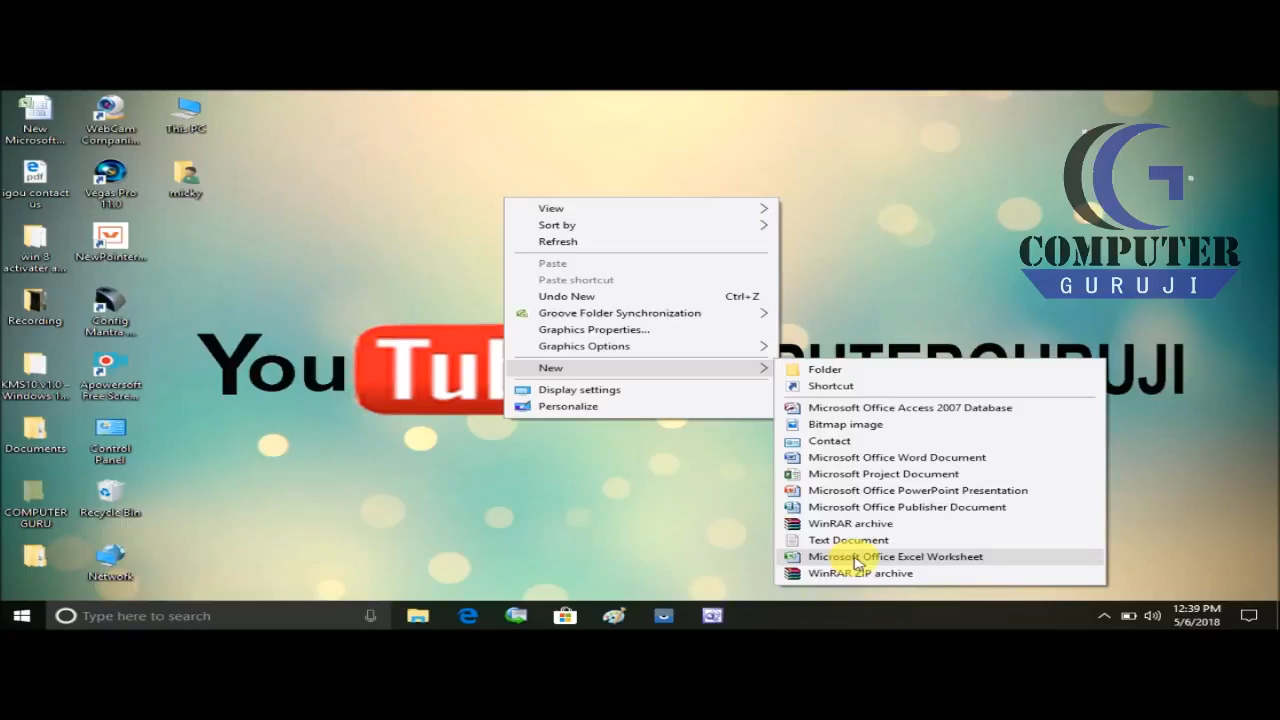 New
Microsoft...
WebCam
Compani...
This PC
igou contact
us
Vegas Pro
11.0
micky
win 8
activater a...
NewPointer...
Recording
Config
Mantra ...
KMS10 v1.0 -
Windows 1...
Apowersoft
Free Scre...
Documents
Control
Panel
COMPUTER
GURU
Recycle Bin
Network
You
View
Sort by
Refresh
Paste
Paste shortcut
Undo New Ctrl+Z
Groove Folder Synchronization
Graphics Properties...
Graphics Options
New
Display settings
Personalize
Folder
Shortcut
Microsoft Office Access 2007 Database
Bitmap image
Contact
Microsoft Office Word Document
Microsoft Project Document
Microsoft Office PowerPoint Presentation
Microsoft Office Publisher Document
WinRAR archive
Text Document
Microsoft Office Excel Worksheet
WinRAR ZIP archive
COMPUTER
GURUJI
Type here to search
12:39 PM
5/6/2018